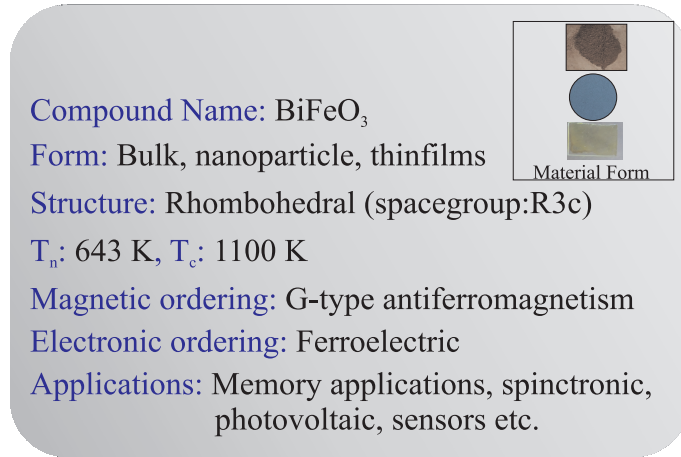 Material Form
Compound Name: BiFeO₃
Form: Bulk, nanoparticle, thinfilms
Structure: Rhombohedral (spacegroup:R3c)
Tₙ: 643 K, T꜀: 1100 K
Magnetic ordering: G-type antiferromagnetism
Electronic ordering: Ferroelectric
Applications: Memory applications, spinctronic,
photovoltaic, sensors etc.